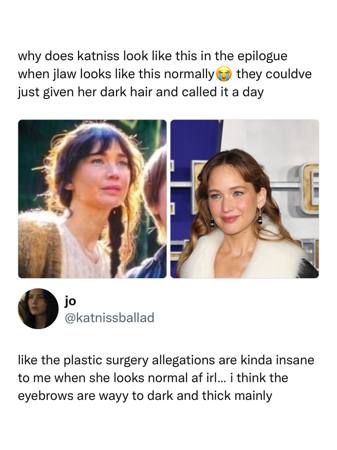 why does katniss look like this in the epilogue
when jlaw looks like this normally😭 they couldve
just given her dark hair and called it a day
jo
@katnissballad
like the plastic surgery allegations are kinda insane
to me when she looks normal af irl... i think the
eyebrows are wayy to dark and thick mainly